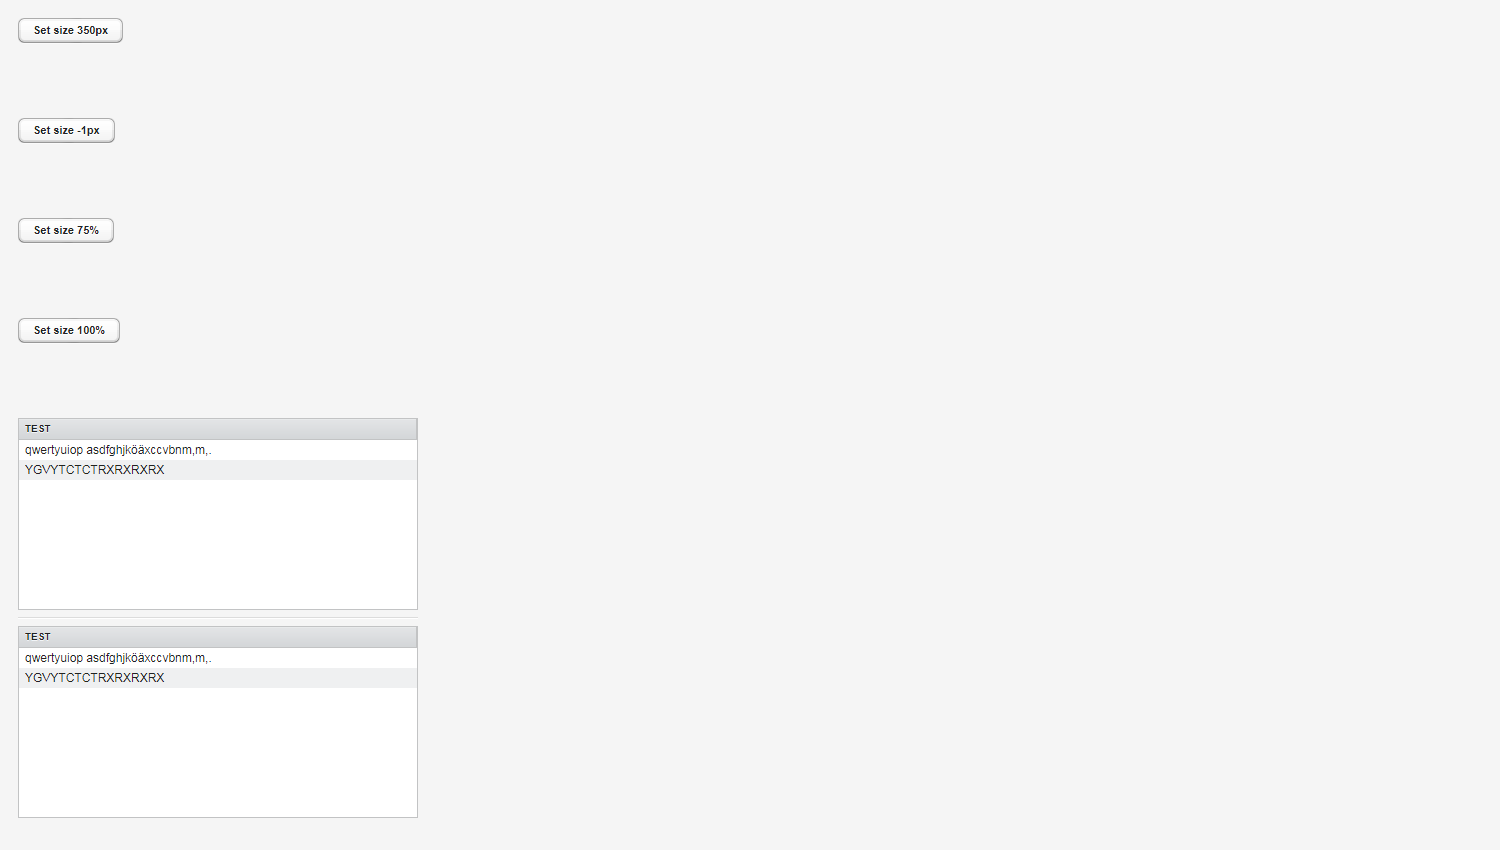 Set size 350px
Set size -1px
Set size 75%
Set size 100%
TEST
qwertyuiop asdfghjköäxccvbnm,m,.
YGVYTCTCTRXRXRXRX
TEST
qwertyuiop asdfghjköäxccvbnm,m,.
YGVYTCTCTRXRXRXRX